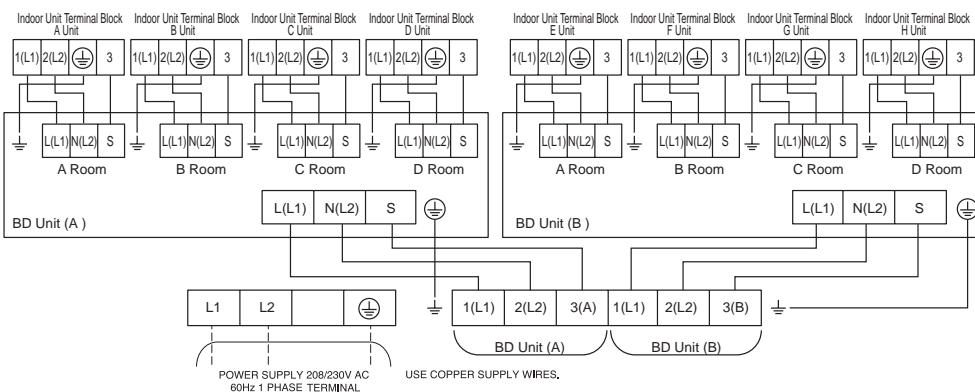 Indoor Unit Terminal Block Indoor Unit Terminal Block Indoor Unit Terminal Block Indoor Unit Terminal Block Indoor Unit Terminal Block Indoor Unit Terminal Block Indoor Unit Terminal Block Indoor Unit Terminal Block
A Unit B Unit C Unit D Unit E Unit F Unit G Unit H Unit
1(L1) 2(L2) 3 1(L1) 2(L2) 3 1(L1) 2(L2) 3 1(L1) 2(L2) 3 1(L1) 2(L2) 3 1(L1) 2(L2) 3 1(L1) 2(L2) 3 1(L1) 2(L2) 3
L(L1) N(L2) S L(L1) N(L2) S L(L1) N(L2) S L(L1) N(L2) S L(L1) N(L2) S L(L1) N(L2) S L(L1) N(L2) S L(L1) N(L2) S
A Room B Room C Room D Room A Room B Room C Room D Room
L(L1) N(L2) S L(L1) N(L2) S
BD Unit (A ) BD Unit (B )
L1 L2 1(L1) 2(L2) 3(A) 1(L1) 2(L2) 3(B)
BD Unit (A) BD Unit (B)
POWER SUPPLY 208/230V AC USE COPPER SUPPLY WIRES.
60Hz 1 PHASE TERMINAL